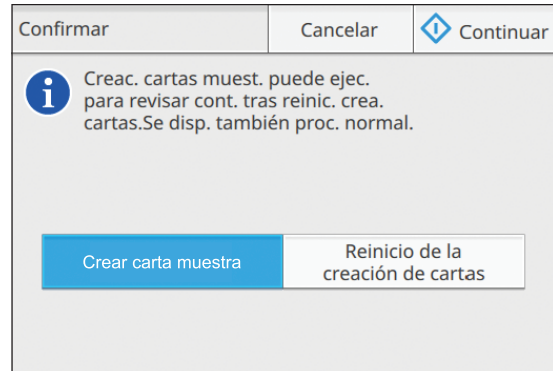 Confirmar
Cancelar
Continuar
Creac. cartas muest. puede ejec.
para revisar cont. tras reinic. crea.
cartas.Se disp. también proc. normal.
Crear carta muestra
Reinicio de la
creación de cartas